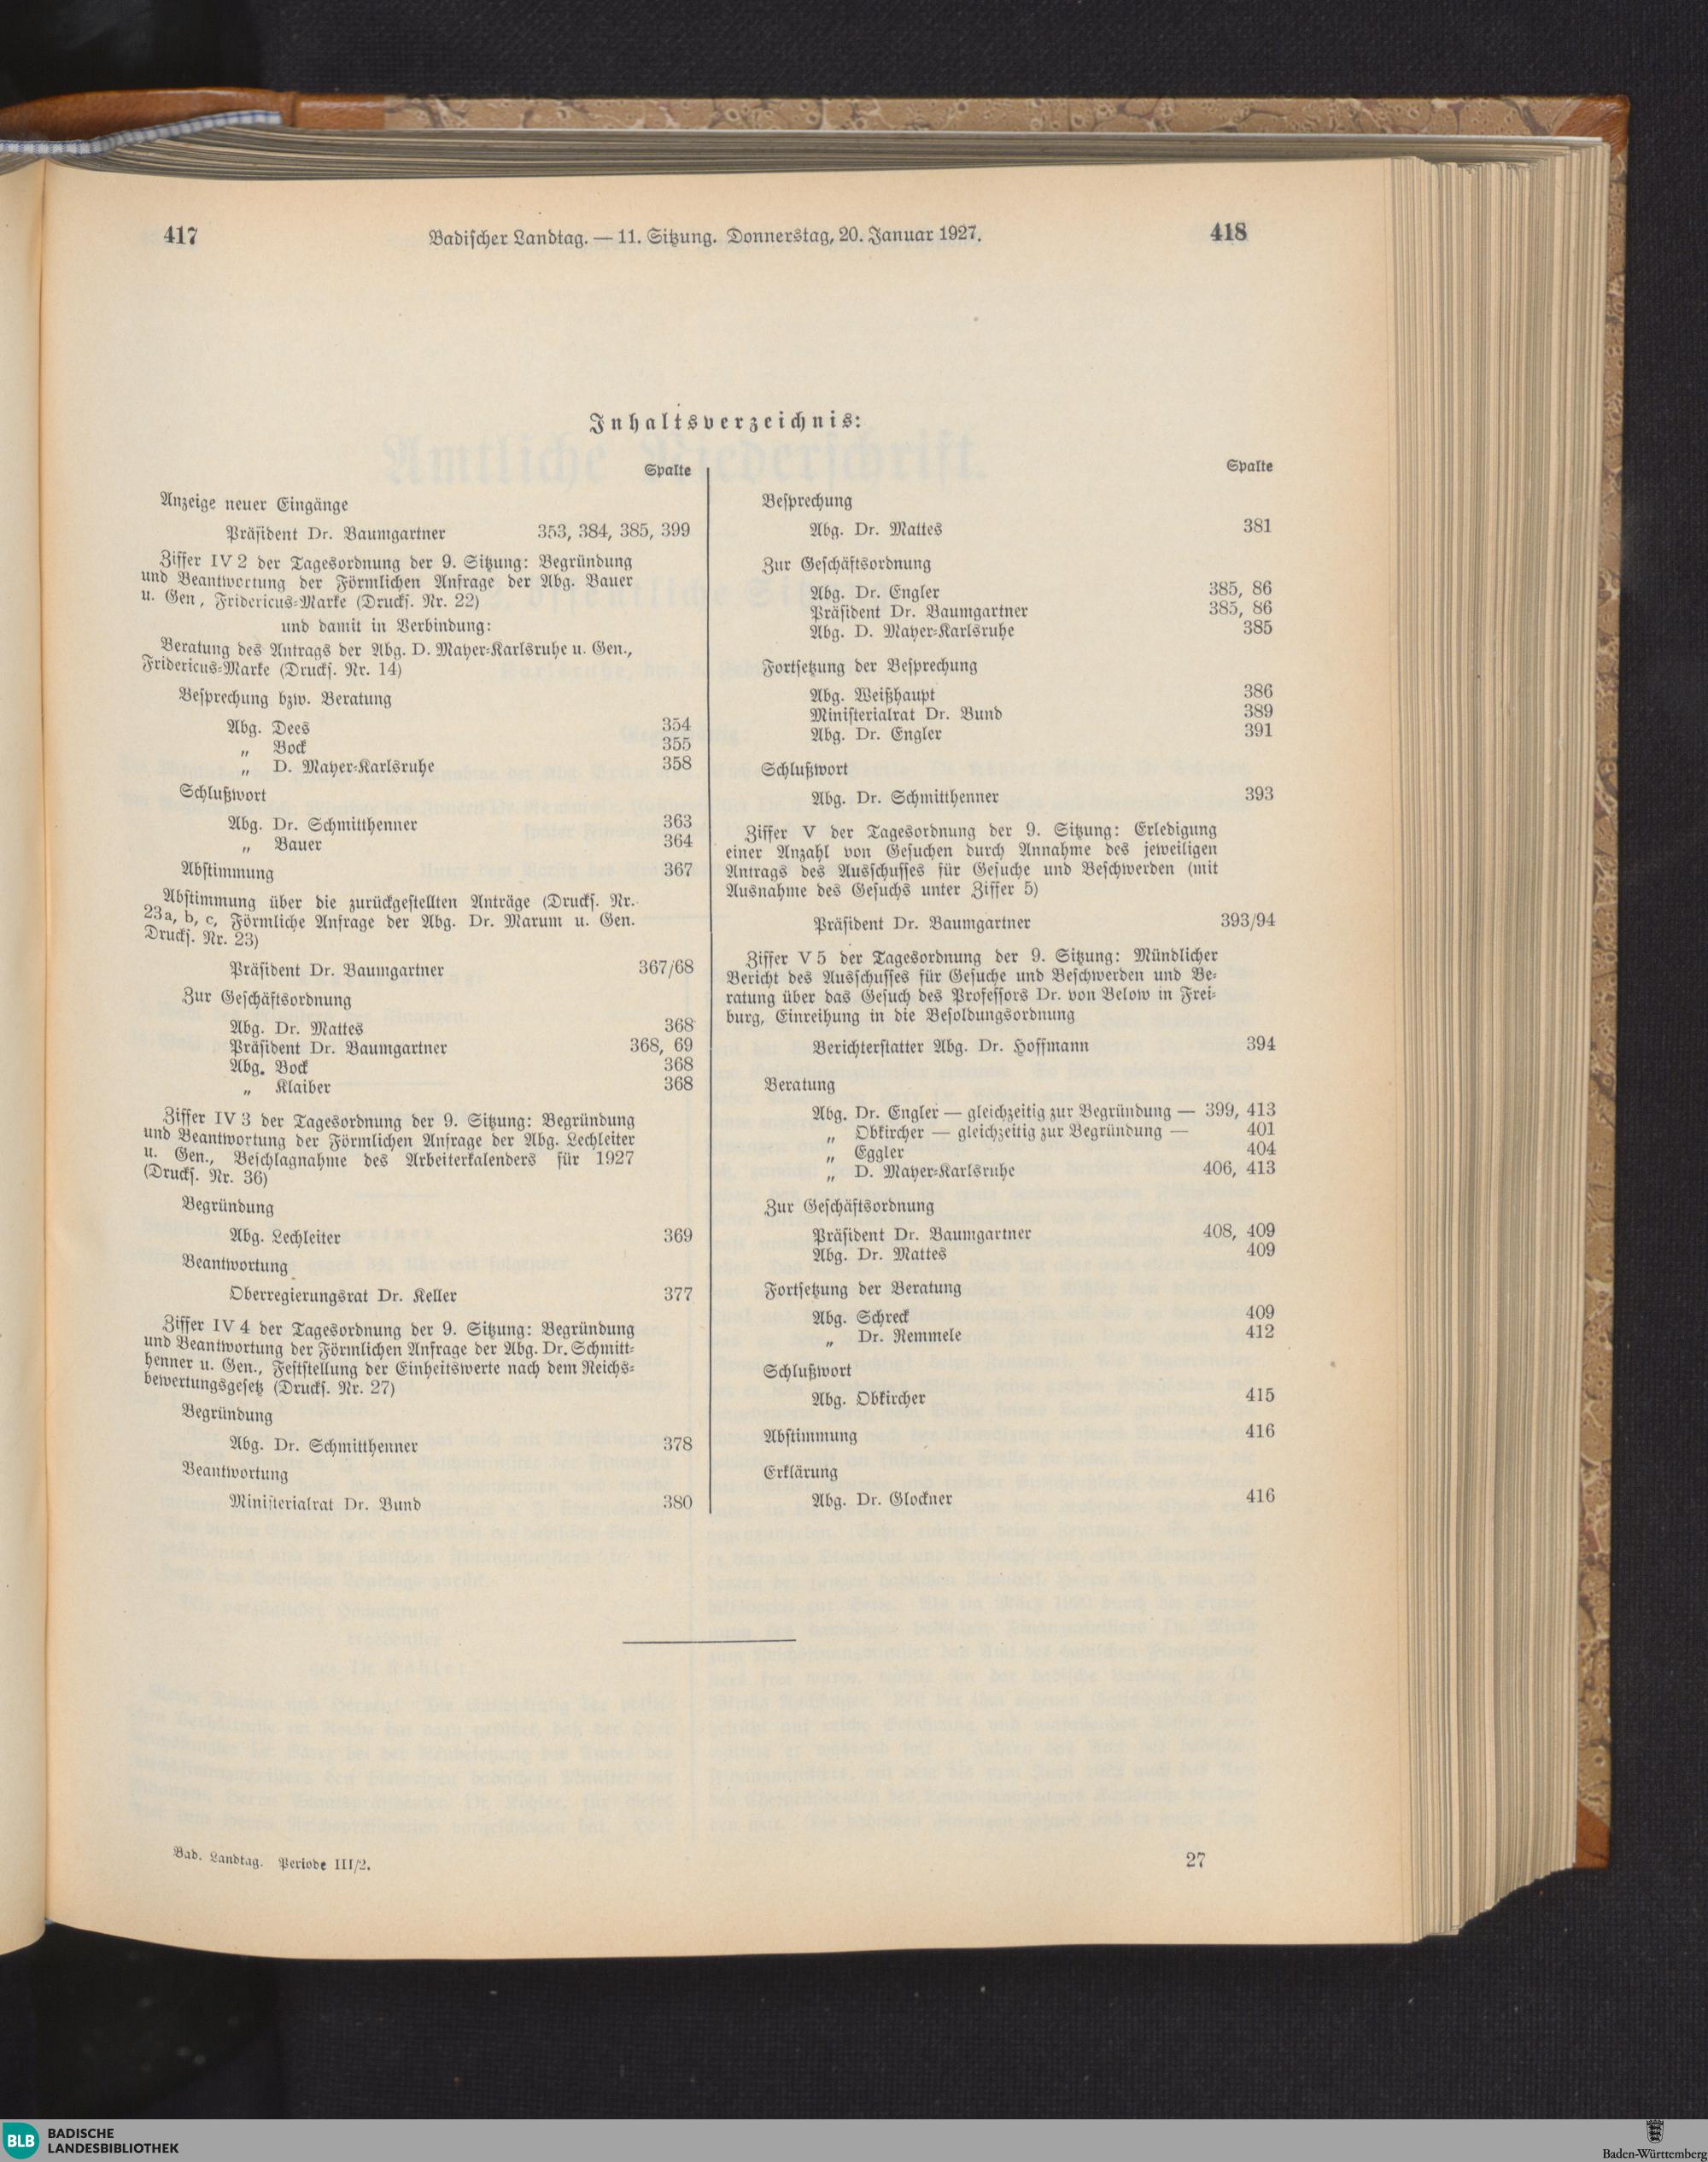 417
Badischer Landtag. — 11. Sitzung. Donnerstag, 20. Januar 1927.
418
Inhaltsverzeichnis:
Spalte
Anzeige neuer Eingänge
Präsident Dr. Baumgartner 353, 384, 385, 399
Ziffer IV 2 der Tagesordnung der 9. Sitzung: Begründung
und Beantwortung der Förmlichen Anfrage der Abg. Bauer
u. Gen, Fridericus-Marke (Drucks. Nr. 22)
und damit in Verbindung:
Beratung des Antrags der Abg. D. Mayer-Karlsruhe u. Gen.,
Fridericus-Marke (Drucks. Nr. 14)
Besprechung bzw. Beratung
Abg. Dees 354
„ Bock 355
„ D. Mayer-Karlsruhe 358
Schlußwort
Abg. Dr. Schmitthenner 363
„ Bauer 364
Abstimmung 367
Abstimmung über die zurückgestellten Anträge (Drucks. Nr.
23a, b, c, Förmliche Anfrage der Abg. Dr. Marum u. Gen.
Drucks. Nr. 23)
Präsident Dr. Baumgartner 367/68
Zur Geschäftsordnung
Abg. Dr. Mattes 368
Präsident Dr. Baumgartner 368, 69
Abg. Bock 368
„ Klaiber 368
Ziffer IV 3 der Tagesordnung der 9. Sitzung: Begründung
und Beantwortung der Förmlichen Anfrage der Abg. Lechleiter
u. Gen., Beschlagnahme des Arbeiterkalenders für 1927
(Drucks. Nr. 36)
Begründung
Abg. Lechleiter 369
Beantwortung
Oberregierungsrat Dr. Keller 377
Ziffer IV 4 der Tagesordnung der 9. Sitzung: Begründung
und Beantwortung der Förmlichen Anfrage der Abg. Dr. Schmitt-
henner u. Gen., Feststellung der Einheitswerte nach dem Reichs-
bewertungsgesetz (Drucks. Nr. 27)
Begründung
Abg. Dr. Schmitthenner 378
Beantwortung
Ministerialrat Dr. Bund 380
Spalte
Besprechung
Abg. Dr. Mattes 381
Zur Geschäftsordnung
Abg. Dr. Engler 385, 86
Präsident Dr. Baumgartner 385, 86
Abg. D. Mayer-Karlsruhe 385
Fortsetzung der Besprechung
Abg. Weißhaupt 386
Ministerialrat Dr. Bund 389
Abg. Dr. Engler 391
Schlußwort
Abg. Dr. Schmitthenner 393
Ziffer V der Tagesordnung der 9. Sitzung: Erledigung
einer Anzahl von Gesuchen durch Annahme des jeweiligen
Antrags des Ausschusses für Gesuche und Beschwerden (mit
Ausnahme des Gesuchs unter Ziffer 5)
Präsident Dr. Baumgartner 393/94
Ziffer V 5 der Tagesordnung der 9. Sitzung: Mündlicher
Bericht des Ausschusses für Gesuche und Beschwerden und Be-
ratung über das Gesuch des Professors Dr. von Below in Frei-
burg, Einreihung in die Besoldungsordnung
Berichterstatter Abg. Dr. Hoffmann 394
Beratung
Abg. Dr. Engler — gleichzeitig zur Begründung — 399, 413
„ Obkircher — gleichzeitig zur Begründung — 401
„ Eggler 404
„ D. Mayer-Karlsruhe 406, 413
Zur Geschäftsordnung
Präsident Dr. Baumgartner 408, 409
Abg. Dr. Mattes 409
Fortsetzung der Beratung
Abg. Schreck 409
„ Dr. Remmele 412
Schlußwort
Abg. Obkircher 415
Abstimmung 416
Erklärung
Abg. Dr. Glockner 416
Bad. Landtag. Periode III/2.
27
BLB
BADISCHE
LANDESBIBLIOTHEK
Baden-Württemberg